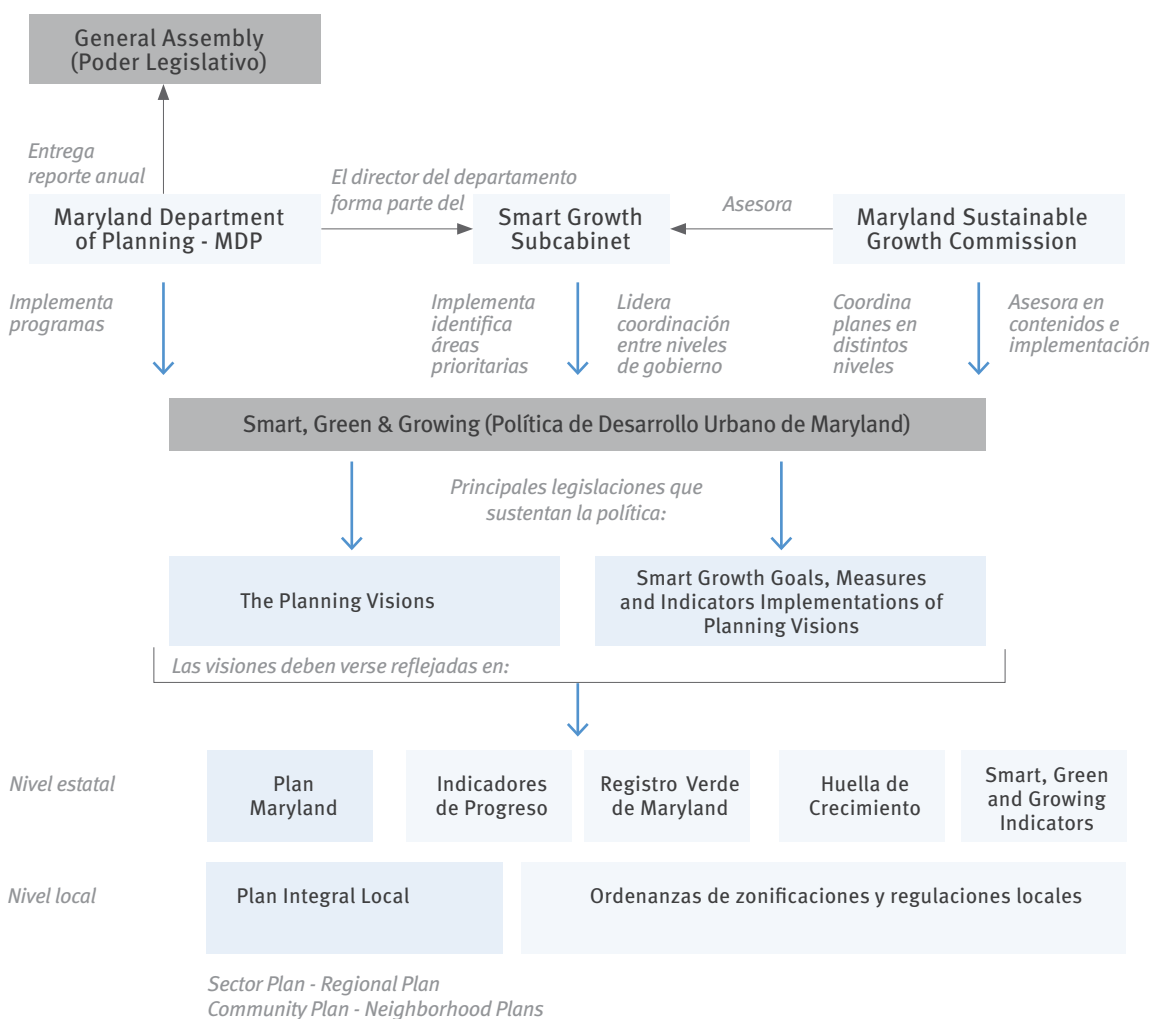 General Assembly
(Poder Legislativo)
Entrega
reporte anual
El director del departamento
forma parte del
Asesora
Maryland Department
of Planning - MDP
Smart Growth
Subcabinet
Maryland Sustainable
Growth Commission
Implementa
programas
Implementa
identifica
áreas
prioritarias
Lidera
coordinación
entre niveles
de gobierno
Coordina
planes en
distintos
niveles
Asesora en
contenidos e
implementación
Smart, Green & Growing (Política de Desarrollo Urbano de Maryland)
Principales legislaciones que
sustentan la política:
The Planning Visions
Smart Growth Goals, Measures
and Indicators Implementations of
Planning Visions
Las visiones deben verse reflejadas en:
Nivel estatal
Plan
Maryland
Indicadores
de Progreso
Registro Verde
de Maryland
Huella de
Crecimiento
Smart, Green
and Growing
Indicators
Nivel local
Plan Integral Local
Ordenanzas de zonificaciones y regulaciones locales
Sector Plan - Regional Plan
Community Plan - Neighborhood Plans